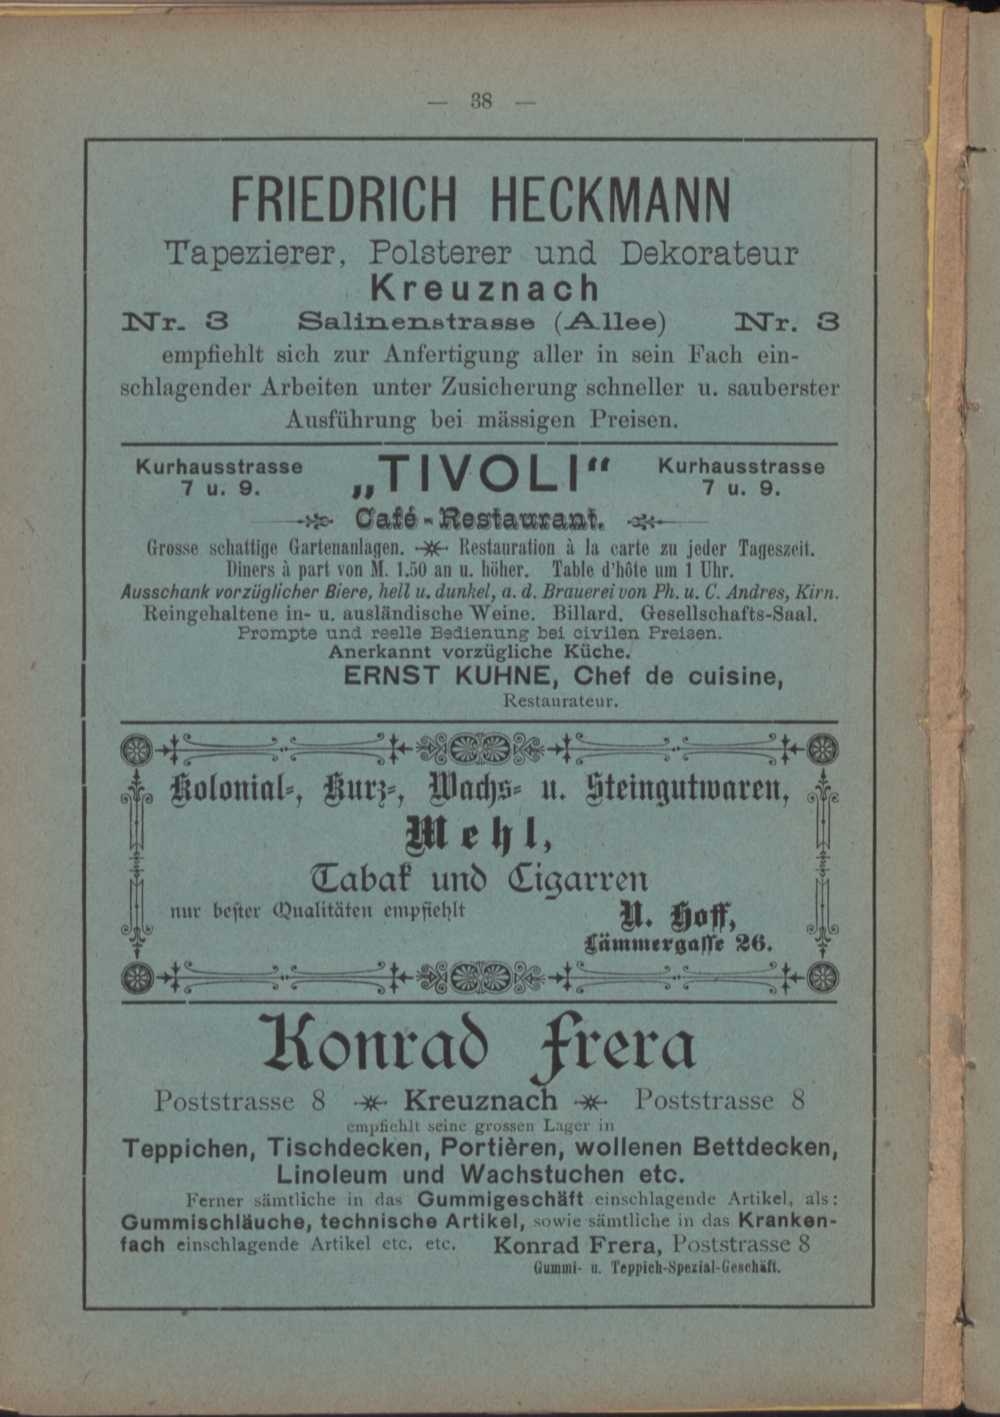 — 38 —
FRIEDRICH HECKMANN
Tapezierer, Polsterer und Dekorateur
Kreuznach
Nr. 3 Salinenstrasse (Allee) Nr. 3
empfiehlt sich zur Anfertigung aller in sein Fach ein-
schlagender Arbeiten unter Zusicherung schneller u. sauberster
Ausführung bei mässigen Preisen.
Kurhausstrasse „TIVOLI“ Kurhausstrasse
7 u. 9. 7 u. 9.
Café-Restaurant.
Grosse schattige Gartenanlagen. Restauration à la carte zu jeder Tageszeit.
Diners à part von M. 1.50 an u. höher. Table d'hôte um 1 Uhr.
Ausschank vorzüglicher Biere, hell u. dunkel, a. d. Brauerei von Ph. u. C. Andres, Kirn.
Reingehaltene in- u. ausländische Weine. Billard. Gesellschafts-Saal.
Prompte und reelle Bedienung bei civilen Preisen.
Anerkannt vorzügliche Küche.
ERNST KUHNE, Chef de cuisine,
Restaurateur.
Kolonial-, Kurz-, Wachs- u. Steingutwaren,
Mehl,
Tabak und Cigarren
nur bester Qualitäten empfiehlt
N. Hoff,
Lämmergasse 26.
Konrad Frera
Poststrasse 8 Kreuznach Poststrasse 8
empfiehlt seine grossen Lager in
Teppichen, Tischdecken, Portièren, wollenen Bettdecken,
Linoleum und Wachstuchen etc.
Ferner sämtliche in das Gummigeschäft einschlagende Artikel, als:
Gummischläuche, technische Artikel, sowie sämtliche in das Kranken-
fach einschlagende Artikel etc. etc. Konrad Frera, Poststrasse 8
Gummi- u. Teppich-Spezial-Geschäft.